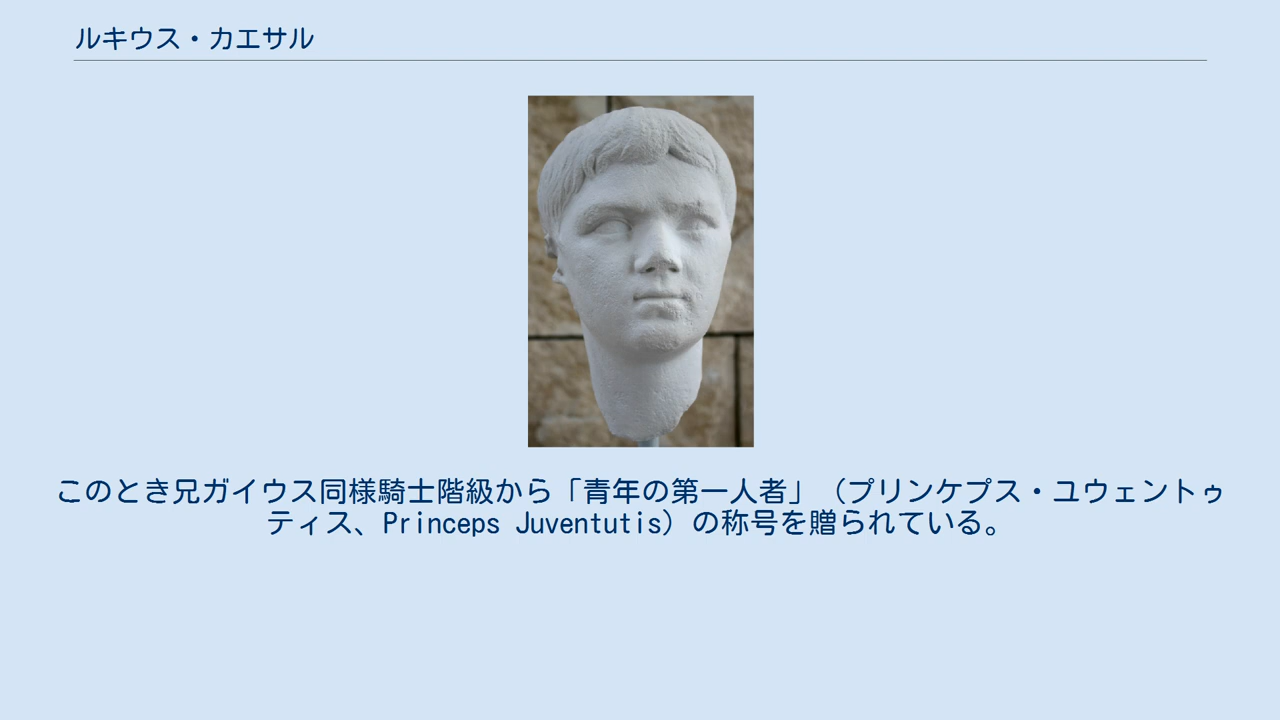 ルキウス・カエサル
このとき兄ガイウス同様騎士階級から「青年の第一人者」（プリンケプス・ユウェントゥ
ティス、Princeps Juventutis）の称号を贈られている。